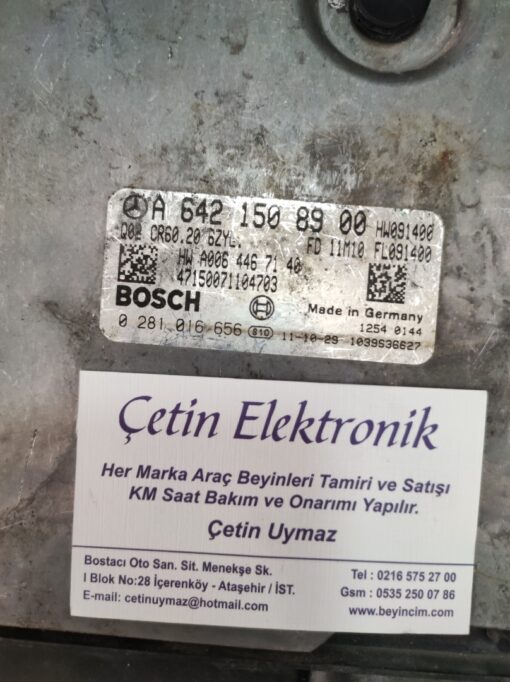 A 642 150 89 00 HW091400
CR60.20 6ZYL. FD 11M10 FL091400
HW A006 446 71 40
47150071104703
BOSCH
Made in Germany
1254 0144
0 281 016 656 810 11-10-29 1039S36627
Çetin Elektronik
Her Marka Araç Beyinleri Tamiri ve Satışı
KM Saat Bakım ve Onarımı Yapılır.
Çetin Uymaz
Bostacı Oto San. Sit. Menekşe Sk.
I Blok No:28 İçerenköy - Ataşehir / İST.
E-mail: cetinuymaz@hotmail.com
Tel : 0216 575 27 00
Gsm : 0535 250 07 86
www.beyincim.com